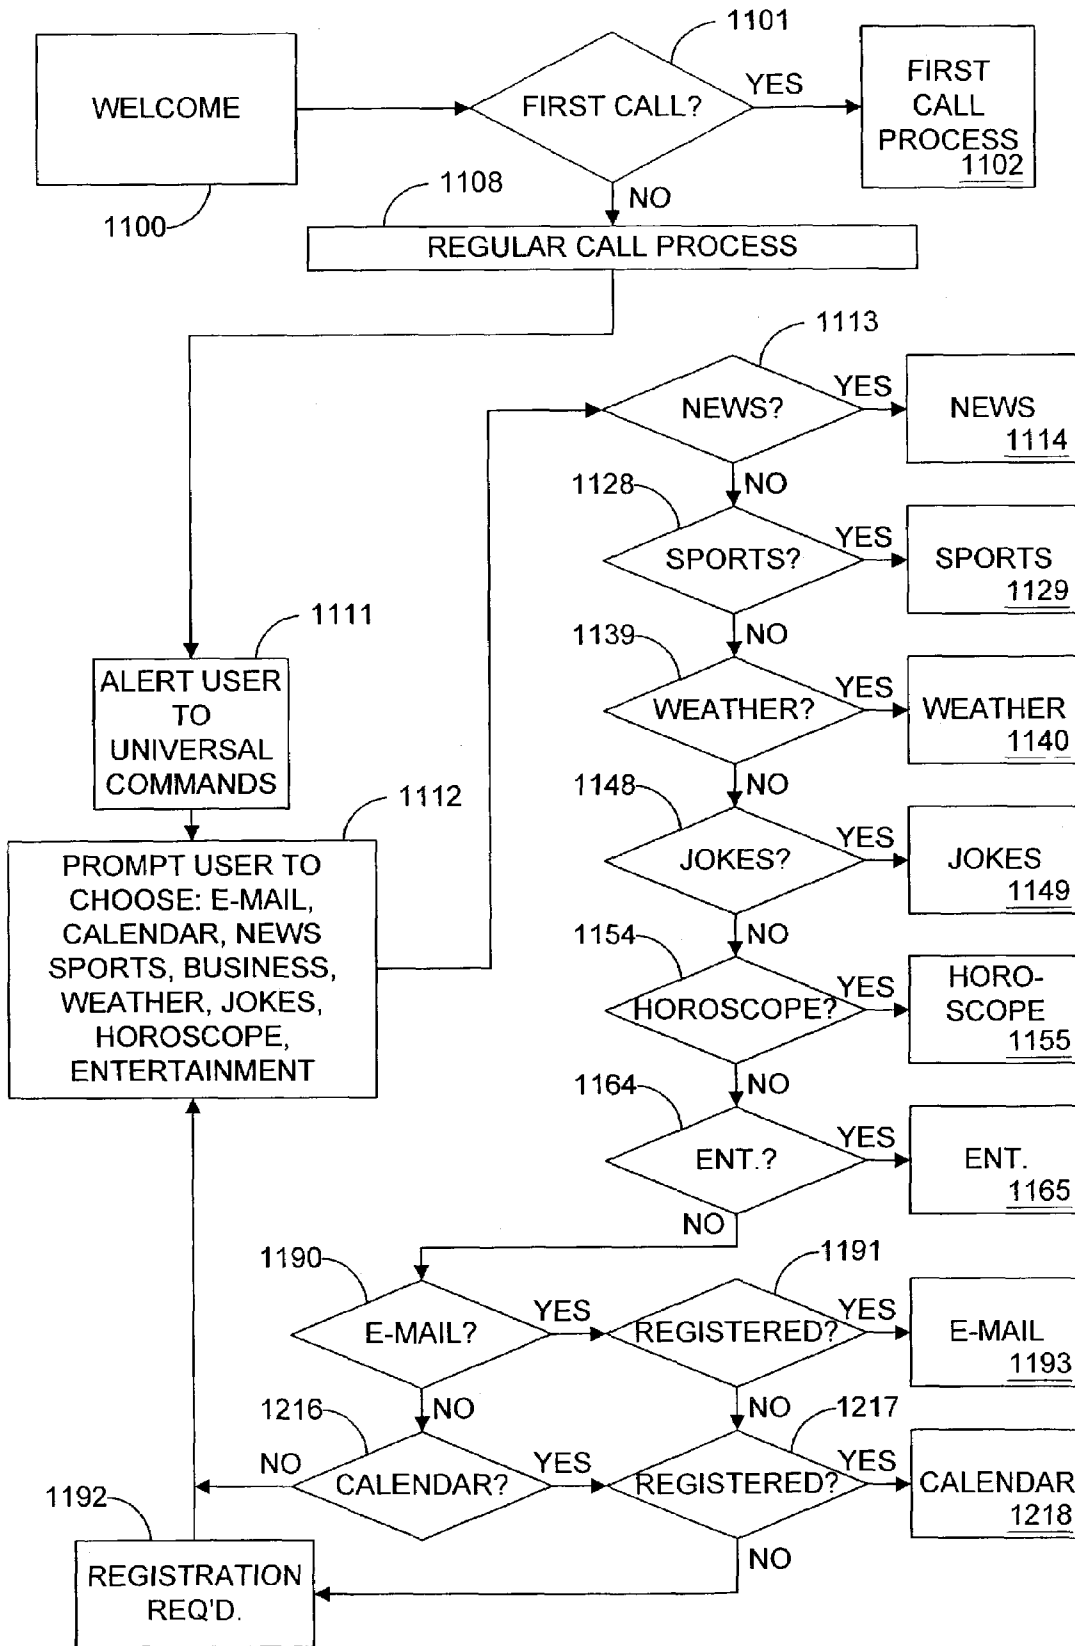 1101
WELCOME
FIRST CALL?
YES
FIRST
CALL
PROCESS
1102
1100
1108
NO
REGULAR CALL PROCESS
1113
NEWS?
YES
NEWS
1114
NO
1128
SPORTS?
YES
SPORTS
1129
NO
1111
ALERT USER
TO
UNIVERSAL
COMMANDS
1139
WEATHER?
YES
WEATHER
1140
NO
1112
PROMPT USER TO
CHOOSE: E-MAIL,
CALENDAR, NEWS
SPORTS, BUSINESS,
WEATHER, JOKES,
HOROSCOPE,
ENTERTAINMENT
1148
JOKES?
YES
JOKES
1149
NO
1154
HOROSCOPE?
YES
HORO-
SCOPE
1155
NO
1164
ENT.?
YES
ENT.
1165
NO
1190
E-MAIL?
YES
1191
REGISTERED?
YES
E-MAIL
1193
NO
NO
1216
NO
CALENDAR?
YES
1217
REGISTERED?
YES
CALENDAR
1218
NO
1192
REGISTRATION
REQ'D.